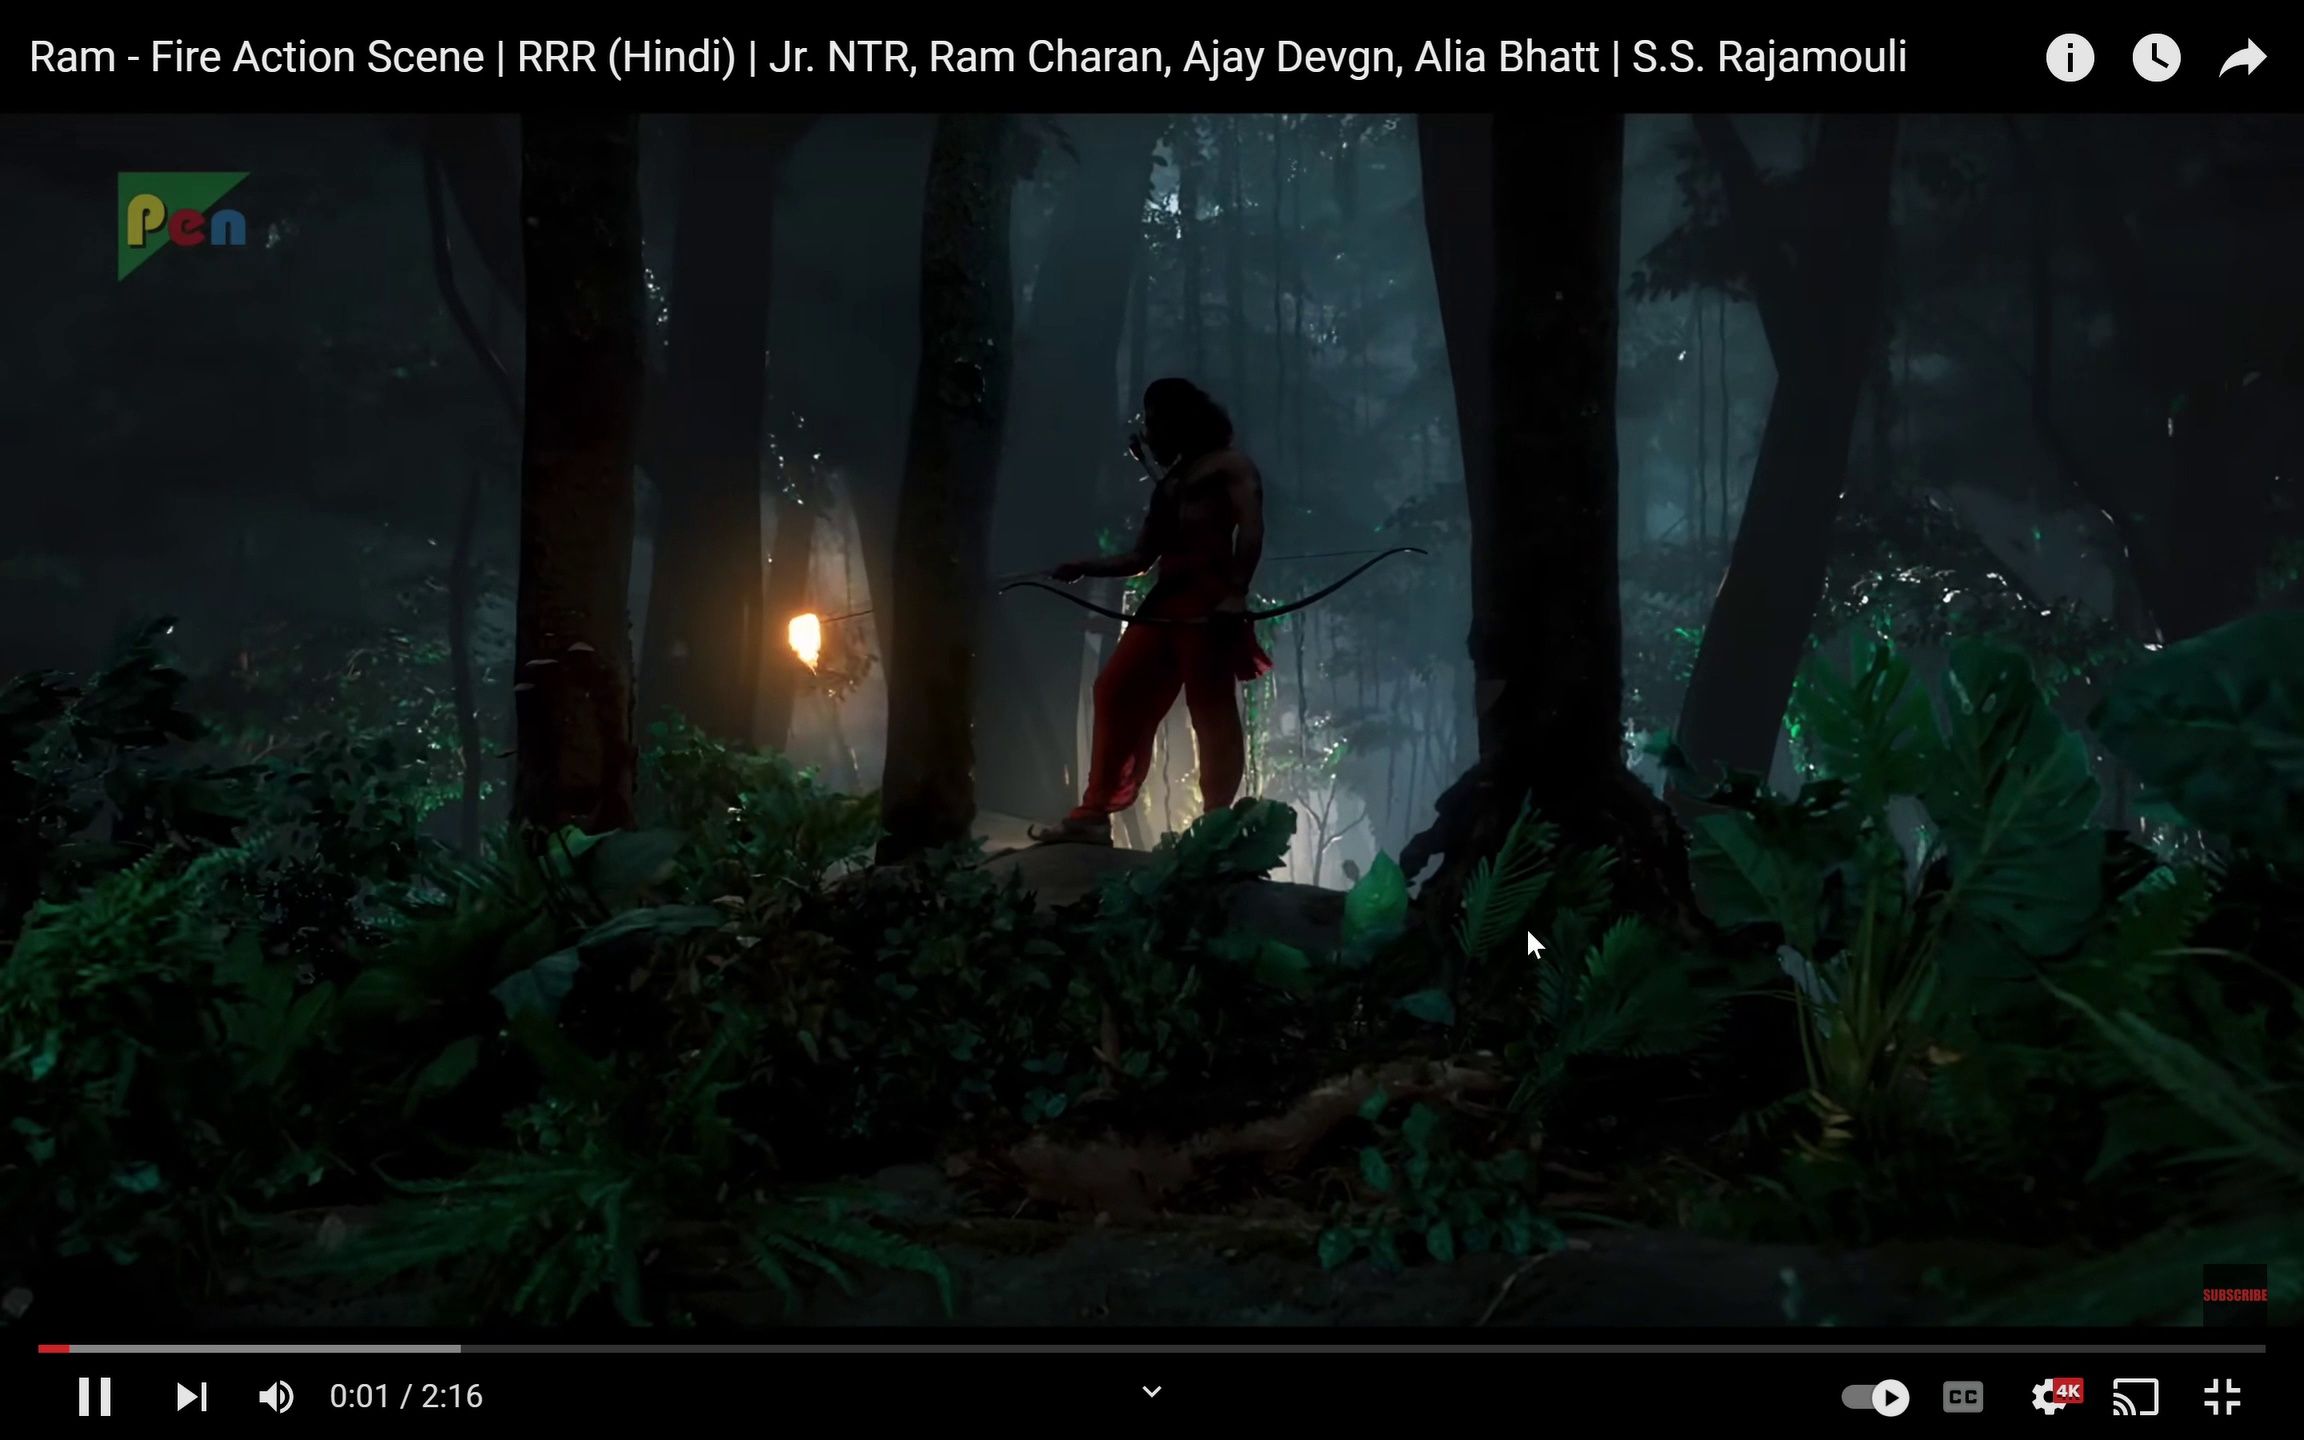 Ram - Fire Action Scene | RRR (Hindi) | Jr. NTR, Ram Charan, Ajay Devgn, Alia Bhatt | S.S. Rajamouli
Pen
SUBSCRIBE
0:01 / 2:16
CC
4K